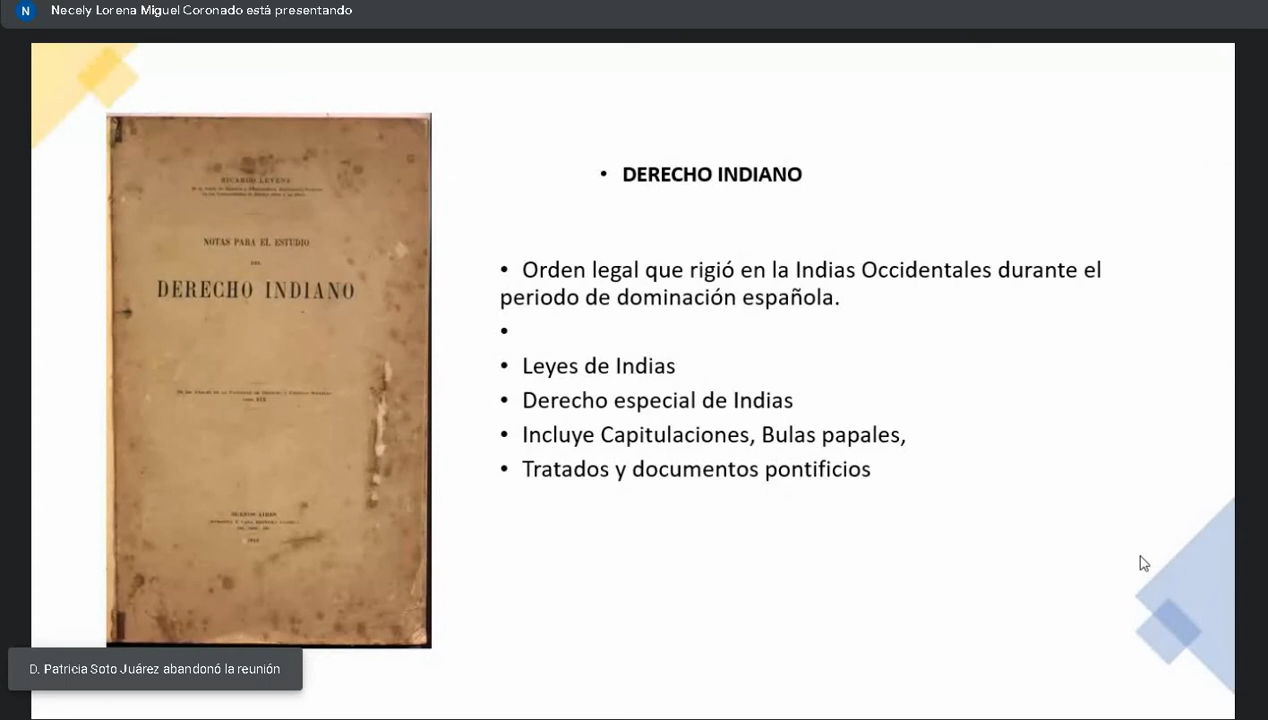 N
Necely Lorena Miguel Coronado está presentando
RICARDO LEVENE
NOTAS PARA EL ESTUDIO
DEL
DERECHO INDIANO
BUENOS AIRES
• DERECHO INDIANO
• Orden legal que rigió en la Indias Occidentales durante el
periodo de dominación española.
•
• Leyes de Indias
• Derecho especial de Indias
• Incluye Capitulaciones, Bulas papales,
• Tratados y documentos pontificios
D. Patricia Soto Juárez abandonó la reunión